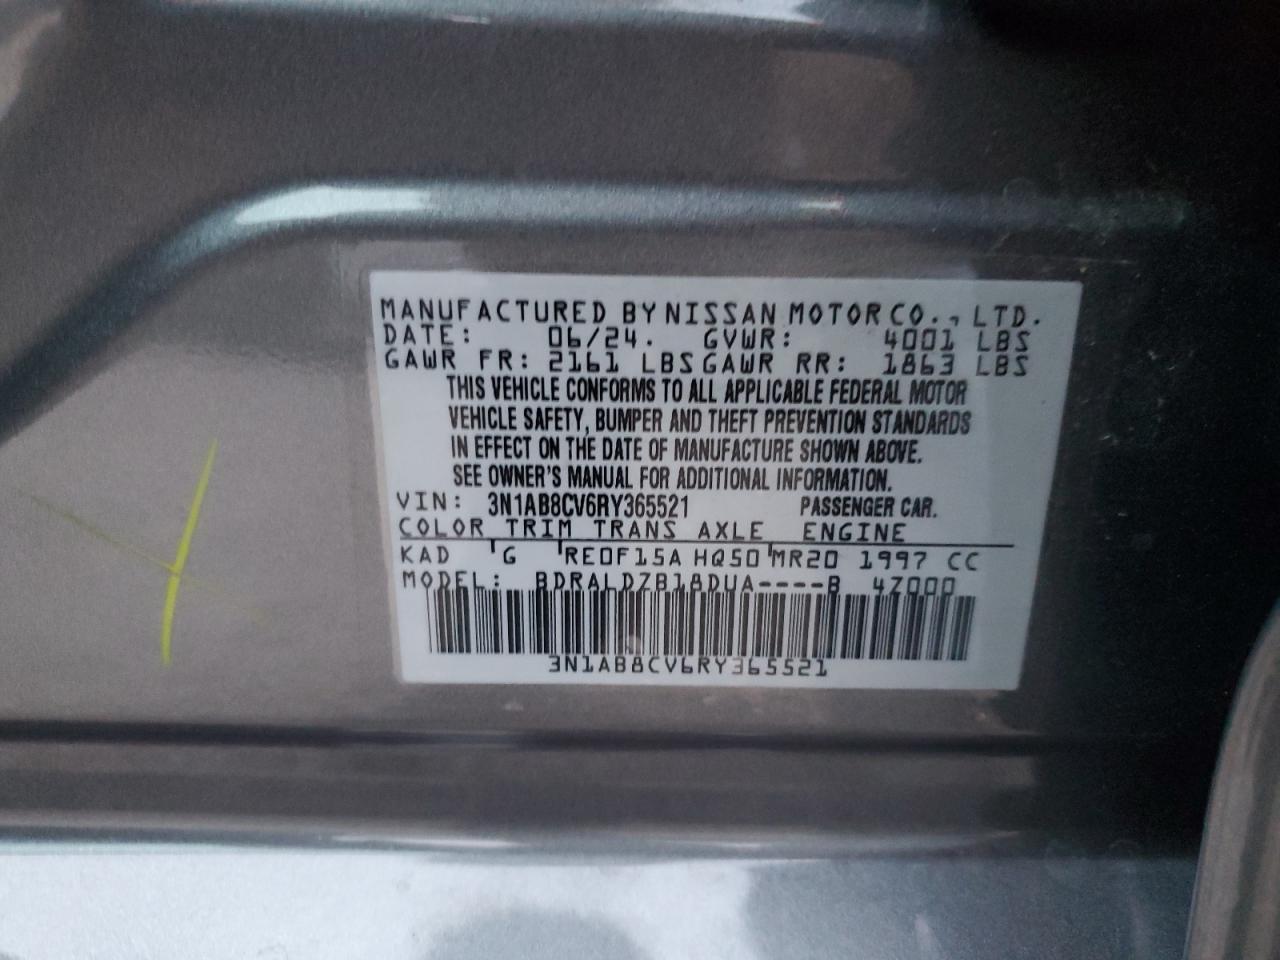 MANUFACTURED BY NISSAN MOTOR CO., LTD.
DATE: 06/24. GVWR: 4001 LBS
GAWR FR: 2161 LBS GAWR RR: 1863 LBS
THIS VEHICLE CONFORMS TO ALL APPLICABLE FEDERAL MOTOR
VEHICLE SAFETY, BUMPER AND THEFT PREVENTION STANDARDS
IN EFFECT ON THE DATE OF MANUFACTURE SHOWN ABOVE.
SEE OWNER'S MANUAL FOR ADDITIONAL INFORMATION.
VIN: 3N1AB8CV6RY365521 PASSENGER CAR.
COLOR TRIM TRANS AXLE ENGINE
KAD G RE0F15A HQ50 MR20 1997 CC
MODEL: BDRALDZB18DUA----B 4Z000
3N1AB8CV6RY365521